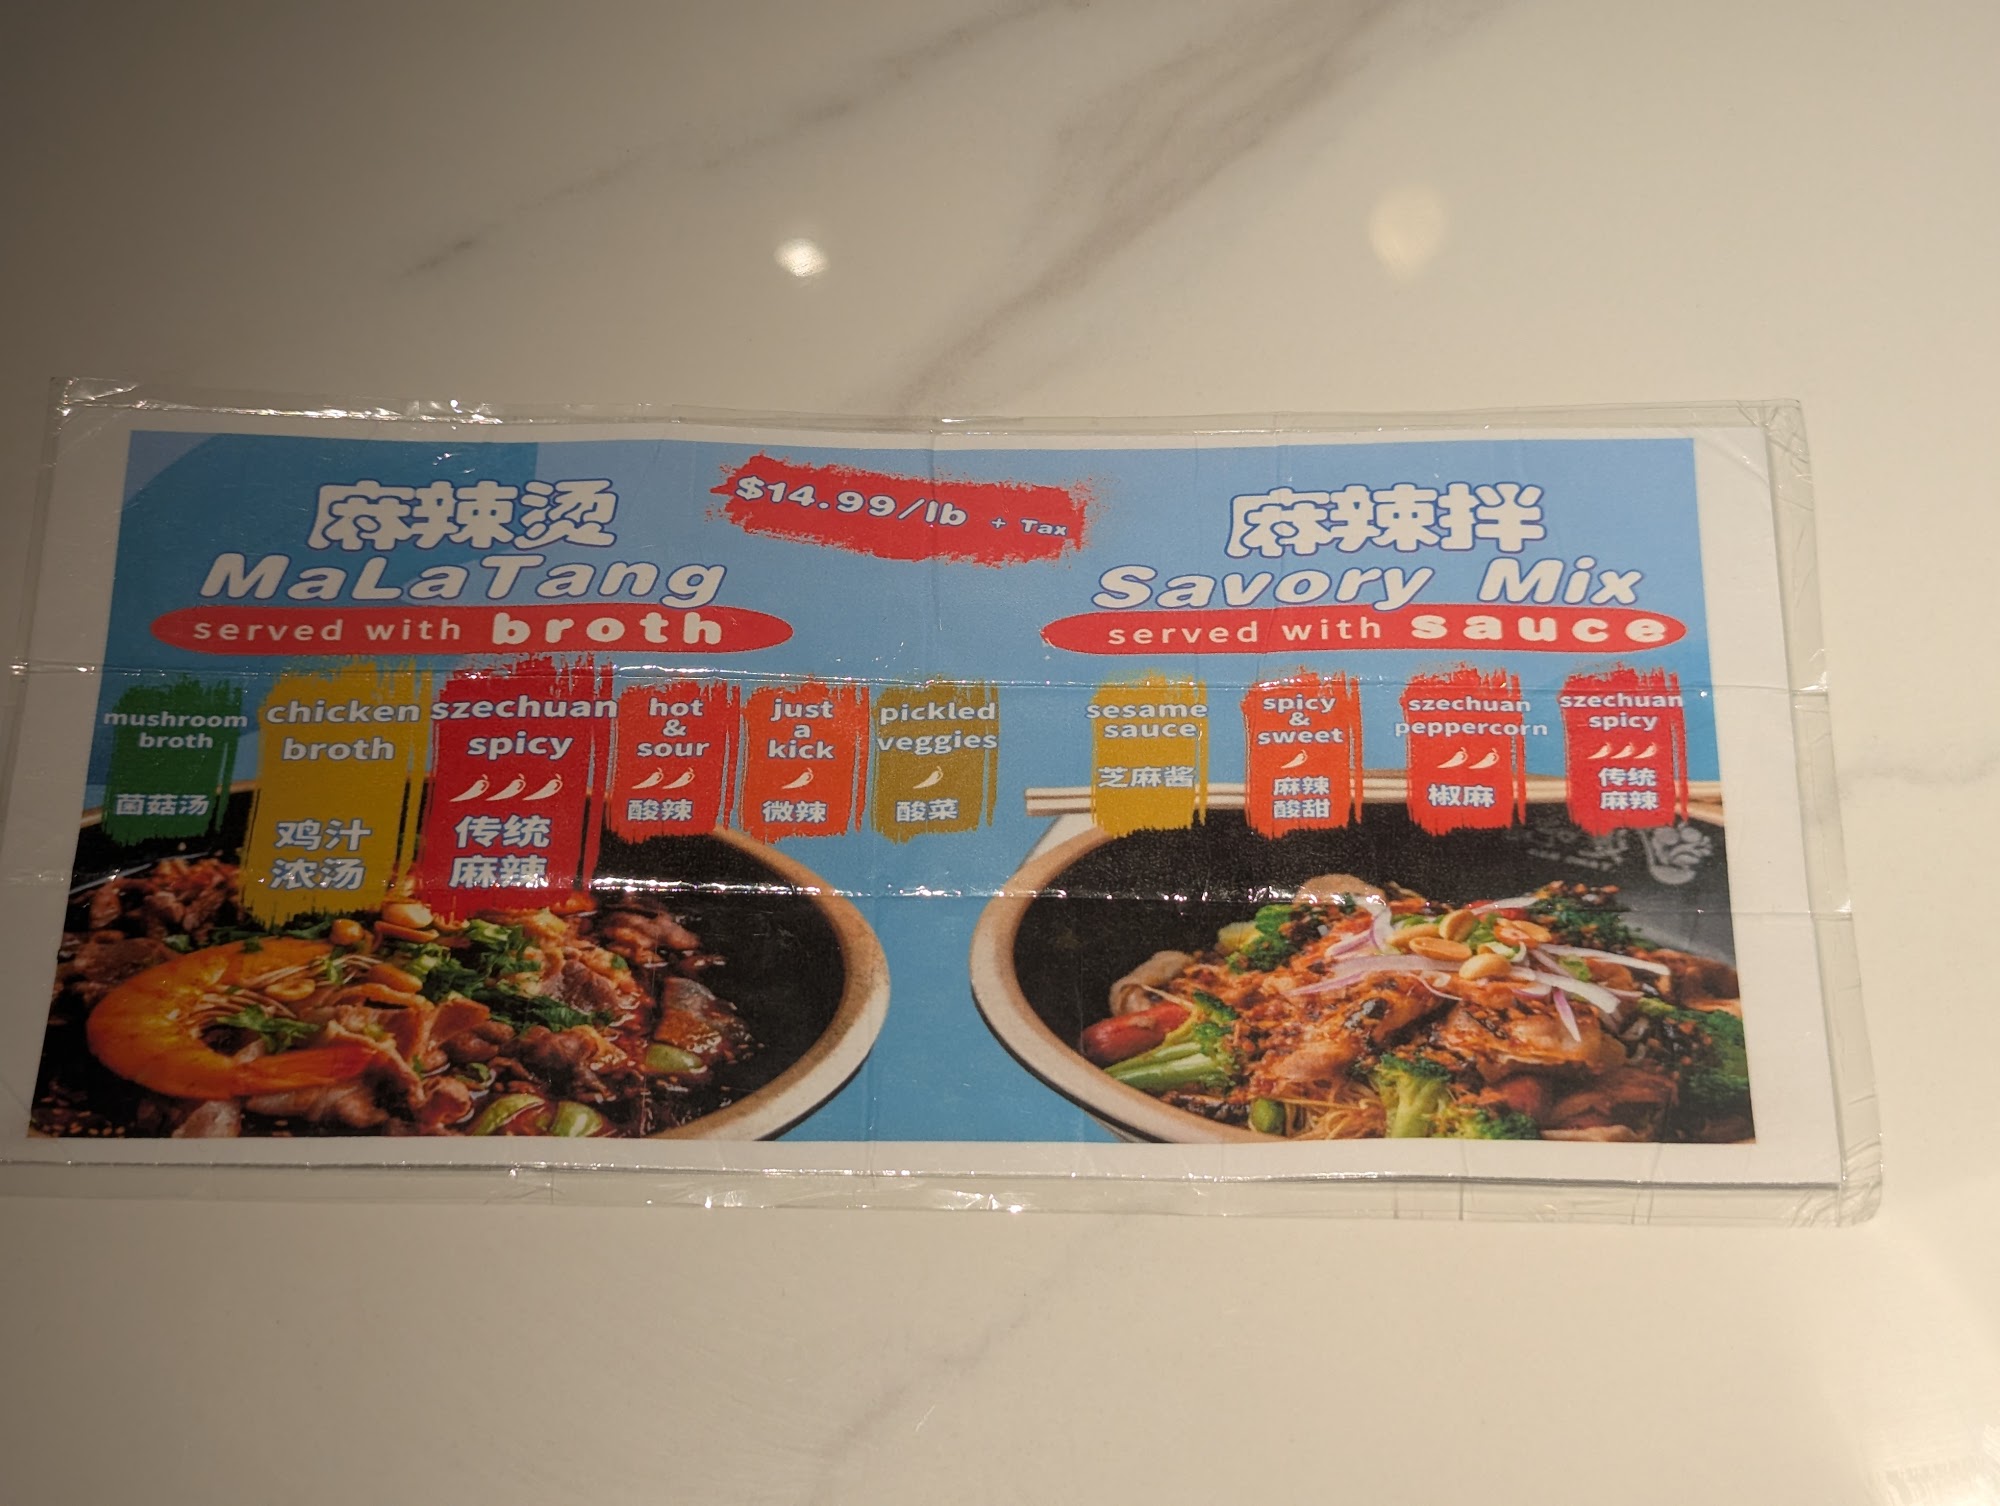 麻辣烫
MaLaTang
served with broth
$14.99/lb + Tax
麻辣拌
Savory Mix
served with sauce
mushroom
broth
菌菇汤
chicken
broth
鸡汁
浓汤
szechuan
spicy
传统
麻辣
hot
&
sour
酸辣
just
a
kick
微辣
pickled
veggies
酸菜
sesame
sauce
芝麻酱
spicy
&
sweet
麻辣
酸甜
szechuan
peppercorn
椒麻
szechuan
spicy
传统
麻辣